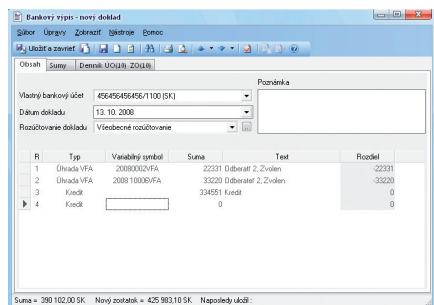 Bankový výpis - nový doklad
Súbor Úpravy Zobraziť Nástroje Pomoc
Uložiť a zavrieť
Obsah Sumy Denník ÚO(10) ZO(10)
Poznámka
Vlastný bankový účet 456456456456/1100 (SK)
Dátum dokladu 13. 10. 2008
Rozúčtovanie dokladu Všeobecné rozúčtovanie
R Typ Variabilný symbol Suma Text Rozdiel
1 Úhrada VFA 20080002VFA 22331 Odberateľ 2, Zvolen -22331
2 Úhrada VFA 2008 10006VFA 33220 Odberateľ 2, Zvolen -33220
3 Kredit 334551 Kredit 0
4 Kredit 0 0
Suma = 390 102,00 SK Nový zostatok = 425 983,10 SK Naposledy uložil :